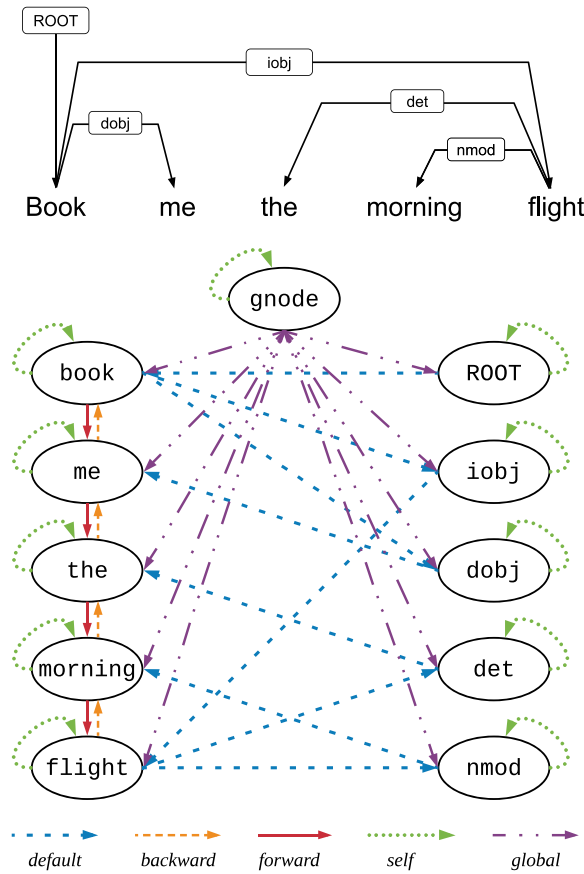 ROOT
iobj
det
dobj
nmod
Book me the morning flight
gnode
book ROOT
me iobj
the dobj
morning det
flight nmod
default backward forward self global